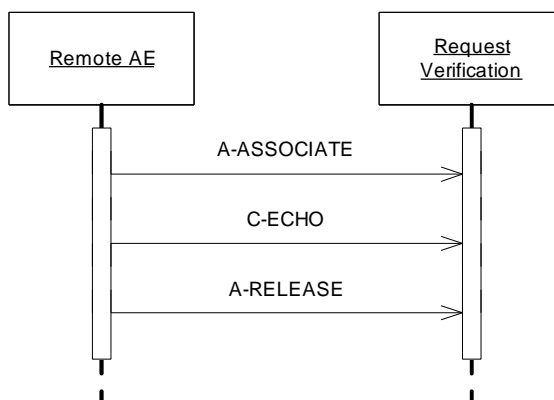 Remote AE
Request
Verification
A-ASSOCIATE
C-ECHO
A-RELEASE